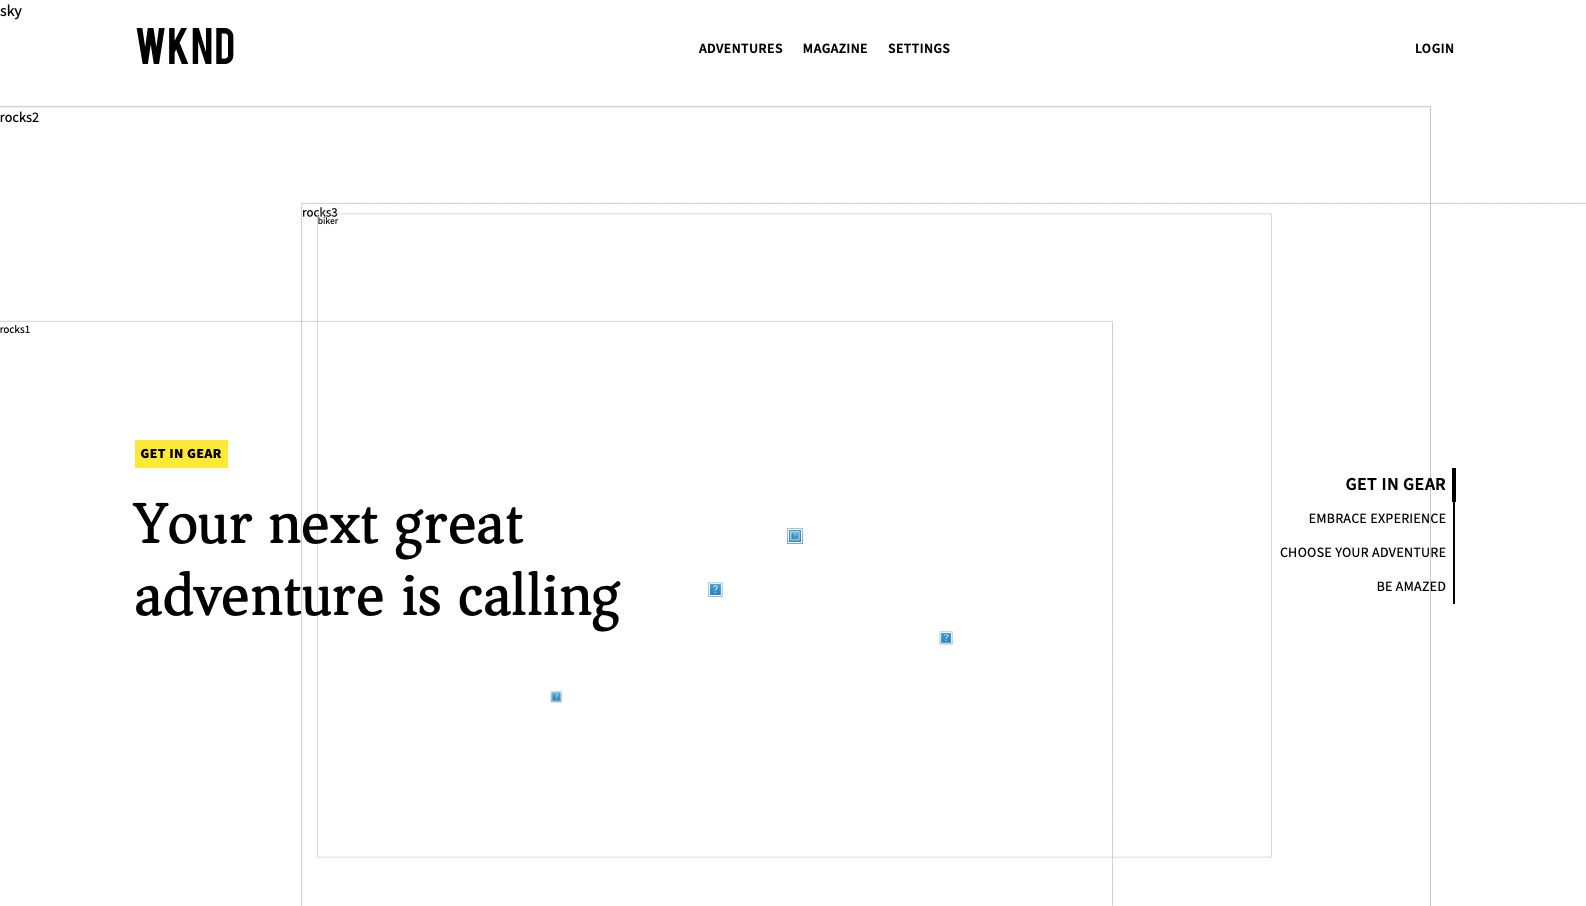 sky
WKND
ADVENTURES MAGAZINE SETTINGS
LOGIN
rocks2
rocks3
biker
rocks1
GET IN GEAR
Your next great
adventure is calling
GET IN GEAR
EMBRACE EXPERIENCE
CHOOSE YOUR ADVENTURE
BE AMAZED